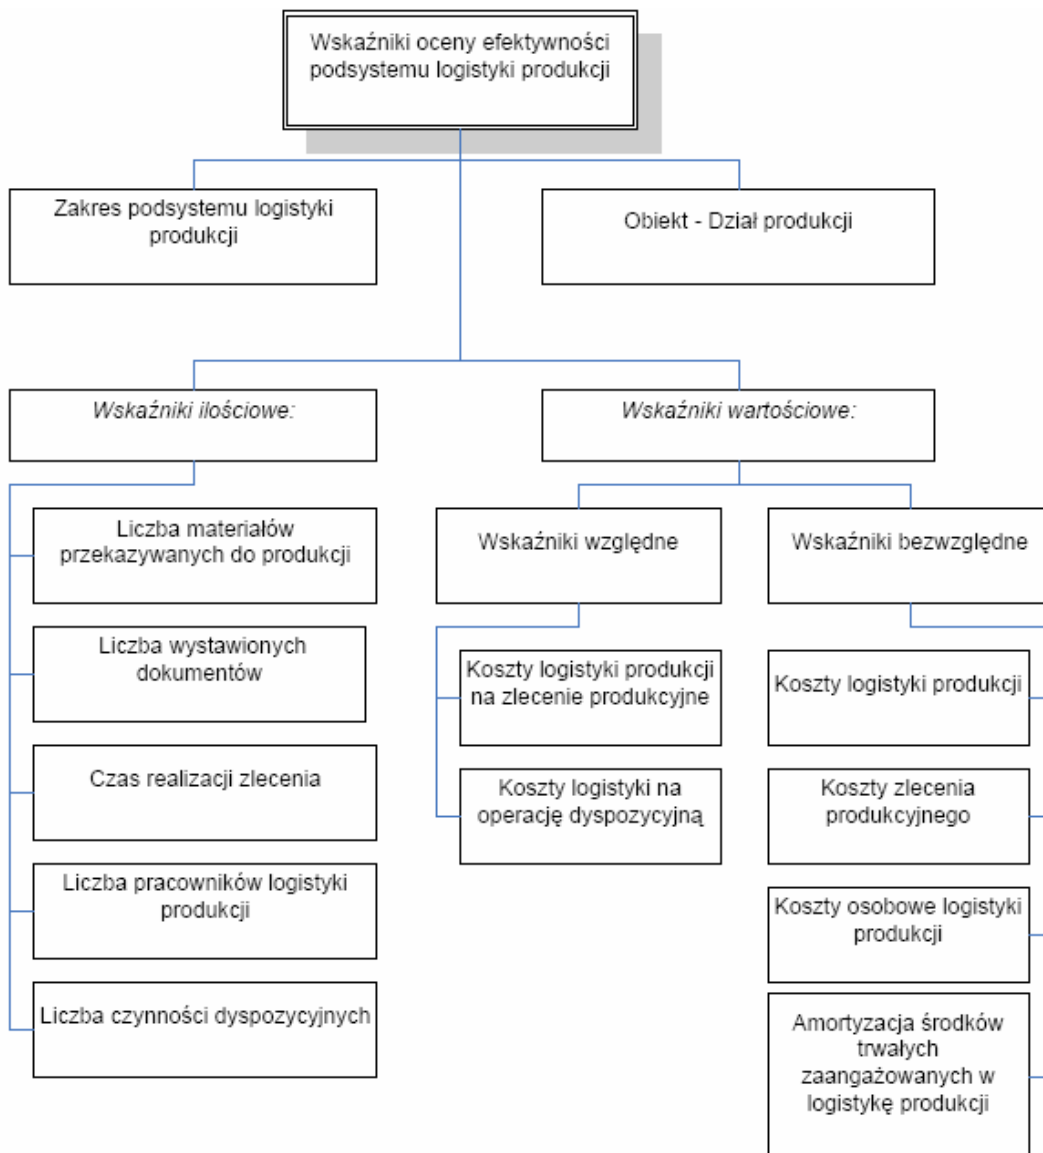 Wskaźniki oceny efektywności
podsystemu logistyki produkcji
Zakres podsystemu logistyki
produkcji
Obiekt - Dział produkcji
Wskaźniki ilościowe:
Wskaźniki wartościowe:
Liczba materiałów
przekazywanych do produkcji
Liczba wystawionych
dokumentów
Czas realizacji zlecenia
Liczba pracowników logistyki
produkcji
Liczba czynności dyspozycyjnych
Wskaźniki względne
Koszty logistyki produkcji
na zlecenie produkcyjne
Koszty logistyki na
operację dyspozycyjną
Wskaźniki bezwzględne
Koszty logistyki produkcji
Koszty zlecenia
produkcyjnego
Koszty osobowe logistyki
produkcji
Amortyzacja środków
trwałych
zaangażowanych w
logistykę produkcji